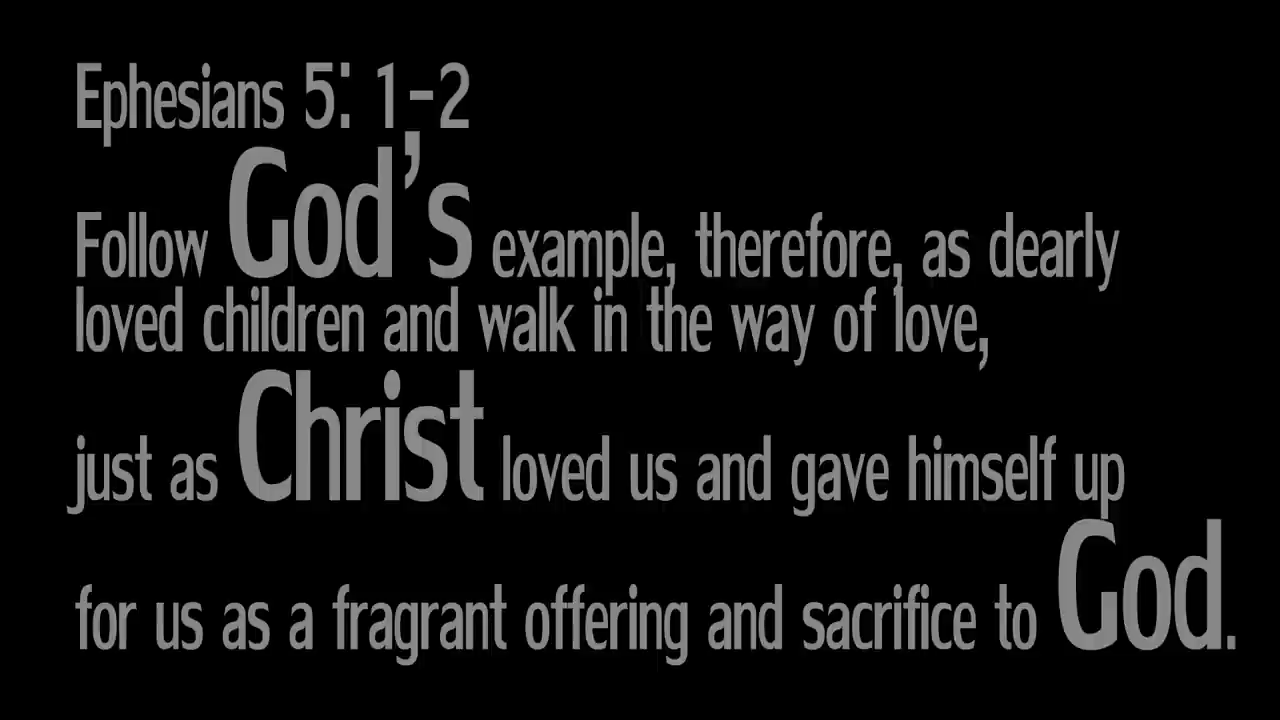 Ephesians 5: 1-2
Follow God's example, therefore, as dearly
loved children and walk in the way of love,
just as Christ loved us and gave himself up
for us as a fragrant offering and sacrifice to God.